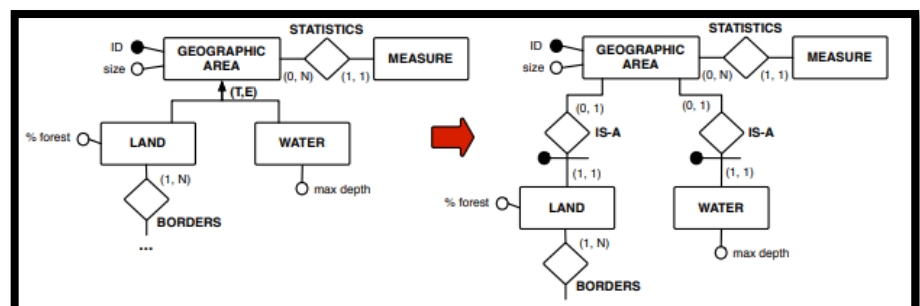 STATISTICS
ID
GEOGRAPHIC
AREA
MEASURE
size
(0, N)
(1, 1)
(T,E)
% forest
LAND
WATER
(1, N)
max depth
BORDERS
...
STATISTICS
ID
GEOGRAPHIC
AREA
MEASURE
size
(0, N)
(1, 1)
(0, 1)
(0, 1)
IS-A
IS-A
(1, 1)
(1, 1)
% forest
LAND
WATER
(1, N)
max depth
BORDERS